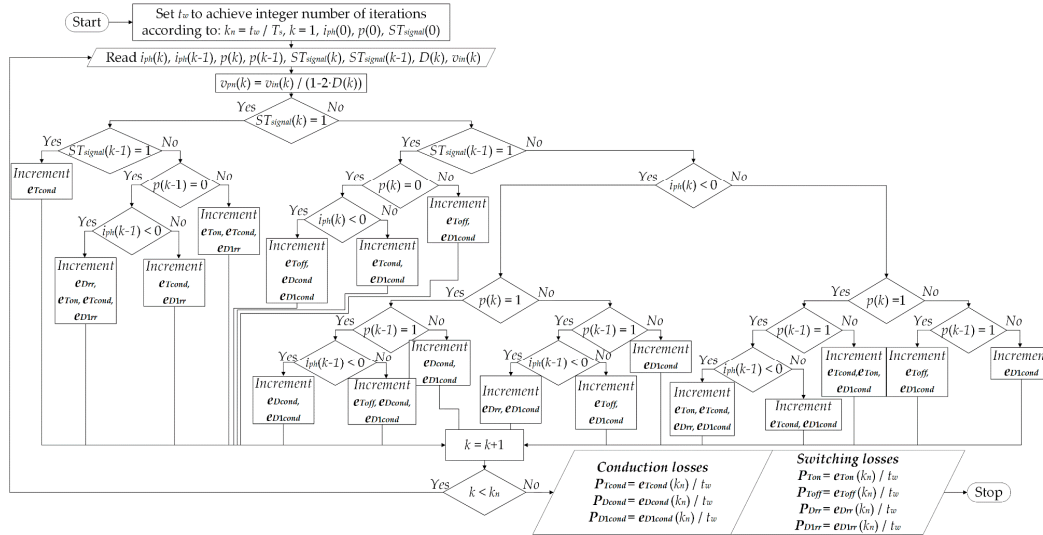 Start
Set tw to achieve integer number of iterations
according to: kn = tw / Ts, k = 1, iph(0), p(0), STsignal(0)
Read iph(k), iph(k-1), p(k), p(k-1), STsignal(k), STsignal(k-1), D(k), vin(k)
vpn(k) = vin(k) / (1-2·D(k))
Yes No
STsignal(k) = 1
Yes No
STsignal(k-1) = 1
Yes No
STsignal(k-1) = 1
Increment
eTcond
Yes No
p(k-1) = 0
Yes No
p(k) = 0
Yes No
iph(k) < 0
Yes No
iph(k-1) < 0
Increment
eTon, eTcond,
eD1rr
Yes No
iph(k) < 0
Increment
eToff,
eD1cond
Increment
eDrr,
eTon, eTcond,
eD1rr
Increment
eTcond,
eD1rr
Increment
eToff,
eDcond
eD1cond
Increment
eTcond,
eD1cond
Yes No
p(k) = 1
Yes No
p(k) =1
Yes No
p(k-1) = 1
Yes No
p(k-1) = 1
Yes No
p(k-1) = 1
Yes No
p(k-1) = 1
Yes No
iph(k-1) < 0
Increment
eDcond,
eD1cond
Yes No
iph(k-1) < 0
Increment
eD1cond
Yes No
iph(k-1) < 0
Increment
eTcond,eTon,
eD1cond
Increment
eToff,
eD1cond
Increment
eD1cond
Increment
eDcond,
eD1cond
Increment
eToff, eDcond,
eD1cond
Increment
eDrr, eD1cond
Increment
eToff,
eD1cond
Increment
eTon, eTcond,
eDrr, eD1cond
Increment
eTcond, eD1cond
k = k+1
Yes No
k < kn
Conduction losses
PTcond = eTcond (kn) / tw
PDcond = eDcond (kn) / tw
PD1cond = eD1cond (kn) / tw
Switching losses
PTon = eTon (kn) / tw
PToff = eToff (kn) / tw
PDrr = eDrr (kn) / tw
PD1rr = eD1rr (kn) / tw
Stop